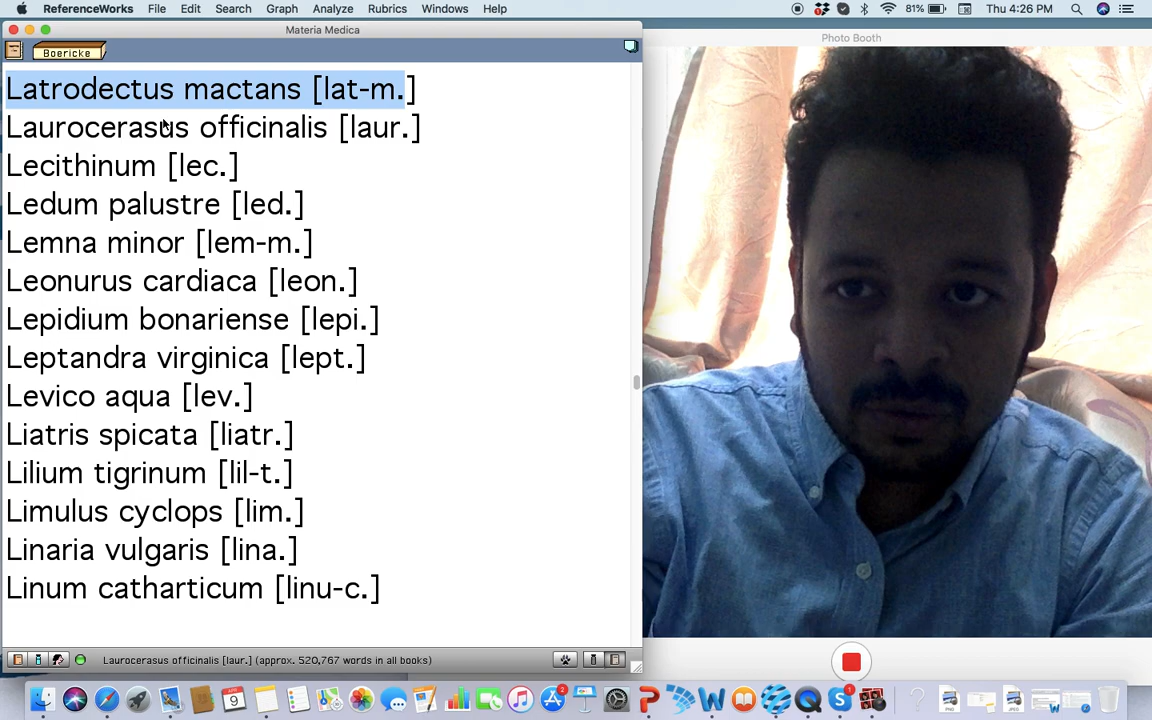 ReferenceWorks File Edit Search Graph Analyze Rubrics Windows Help 81% Thu 4:26 PM
Materia Medica
Photo Booth
Boericke
Latrodectus mactans [lat-m.]
Laurocerasus officinalis [laur.]
Lecithinum [lec.]
Ledum palustre [led.]
Lemna minor [lem-m.]
Leonurus cardiaca [leon.]
Lepidium bonariense [lepi.]
Leptandra virginica [lept.]
Levico aqua [lev.]
Liatris spicata [liatr.]
Lilium tigrinum [lil-t.]
Limulus cyclops [lim.]
Linaria vulgaris [lina.]
Linum catharticum [linu-c.]
Laurocerasus officinalis [laur.] (approx. 520,767 words in all books)